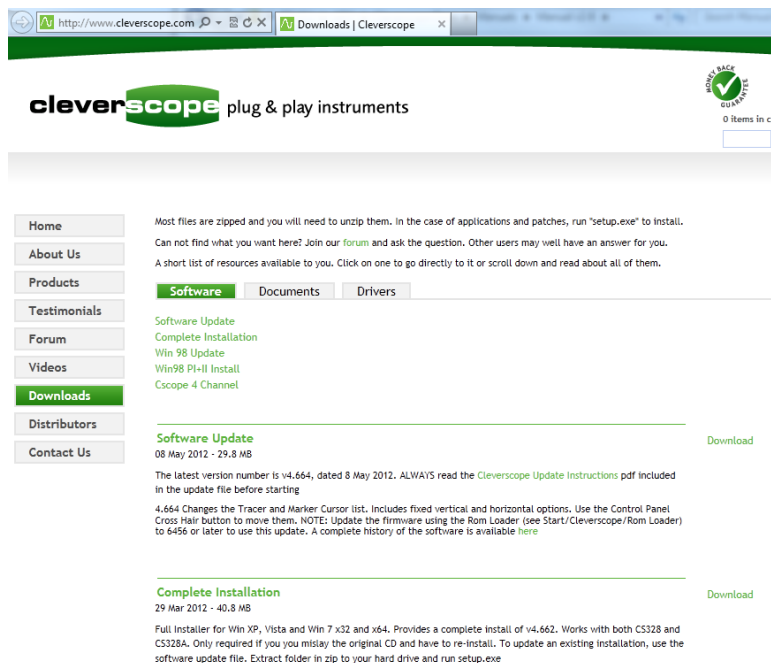 http://www.cleverscope.com
Downloads | Cleverscope
cleverscope plug & play instruments
MONEY BACK GUARANTEE
0 items in c
Home
About Us
Products
Testimonials
Forum
Videos
Downloads
Distributors
Contact Us
Most files are zipped and you will need to unzip them. In the case of applications and patches, run "setup.exe" to install.
Can not find what you want here? Join our forum and ask the question. Other users may well have an answer for you.
A short list of resources available to you. Click on one to go directly to it or scroll down and read about all of them.
Software Documents Drivers
Software Update
Complete Installation
Win 98 Update
Win98 PI+II Install
Cscope 4 Channel
Software Update Download
08 May 2012 - 29.8 MB
The latest version number is v4.664, dated 8 May 2012. ALWAYS read the Cleverscope Update Instructions pdf included
in the update file before starting
4.664 Changes the Tracer and Marker Cursor list. Includes fixed vertical and horizontal options. Use the Control Panel
Cross Hair button to move them. NOTE: Update the firmware using the Rom Loader (see Start/Cleverscope/Rom Loader)
to 6456 or later to use this update. A complete history of the software is available here
Complete Installation Download
29 Mar 2012 - 40.8 MB
Full Installer for Win XP, Vista and Win 7 x32 and x64. Provides a complete install of v4.662. Works with both CS328 and
CS328A. Only required if you you mislay the original CD and have to re-install. To update an existing installation, use the
software update file. Extract folder in zip to your hard drive and run setup.exe